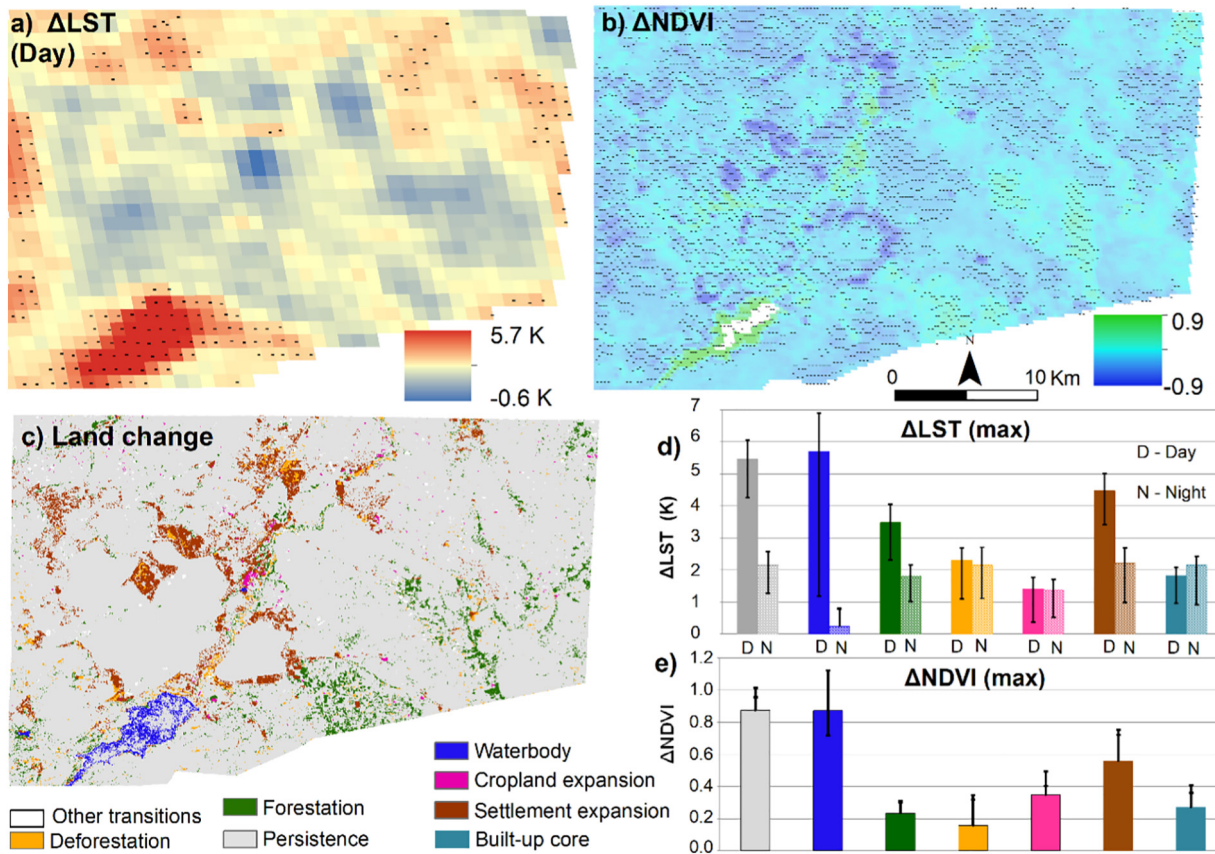 a) ΔLST
(Day)
5.7 K
-0.6 K
b) ΔNDVI
N
0 10 Km
0.9
-0.9
c) Land change
Waterbody
Cropland expansion
Other transitions
Forestation
Settlement expansion
Deforestation
Persistence
Built-up core
d) ΔLST (max)
D - Day
N - Night
ΔLST (K)
7
6
5
4
3
2
1
0
D N D N D N D N D N D N D N
e) ΔNDVI (max)
ΔNDVI
1.2
1.0
0.8
0.6
0.4
0.2
0.0